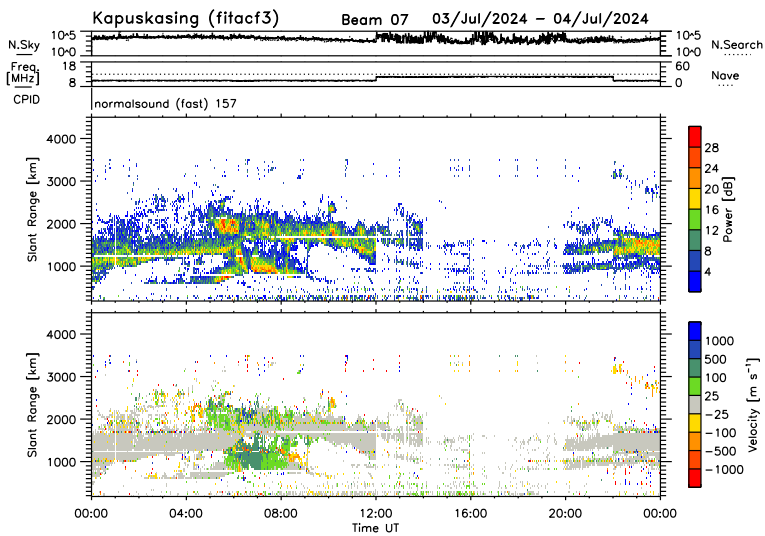 Kapuskasing (fitacf3) Beam 07 03/Jul/2024 - 04/Jul/2024
N.Sky 10^5 10^0 10^5 10^0 N.Search
Freq. [MHz] 18 8 60 0 Nave
CPID normalsound (fast) 157
Slant Range [km] 4000 3000 2000 1000
Power [dB] 28 24 20 16 12 8 4
Slant Range [km] 4000 3000 2000 1000
Velocity [m s⁻¹] 1000 500 100 25 -25 -100 -500 -1000
00:00 04:00 08:00 12:00 16:00 20:00 00:00
Time UT